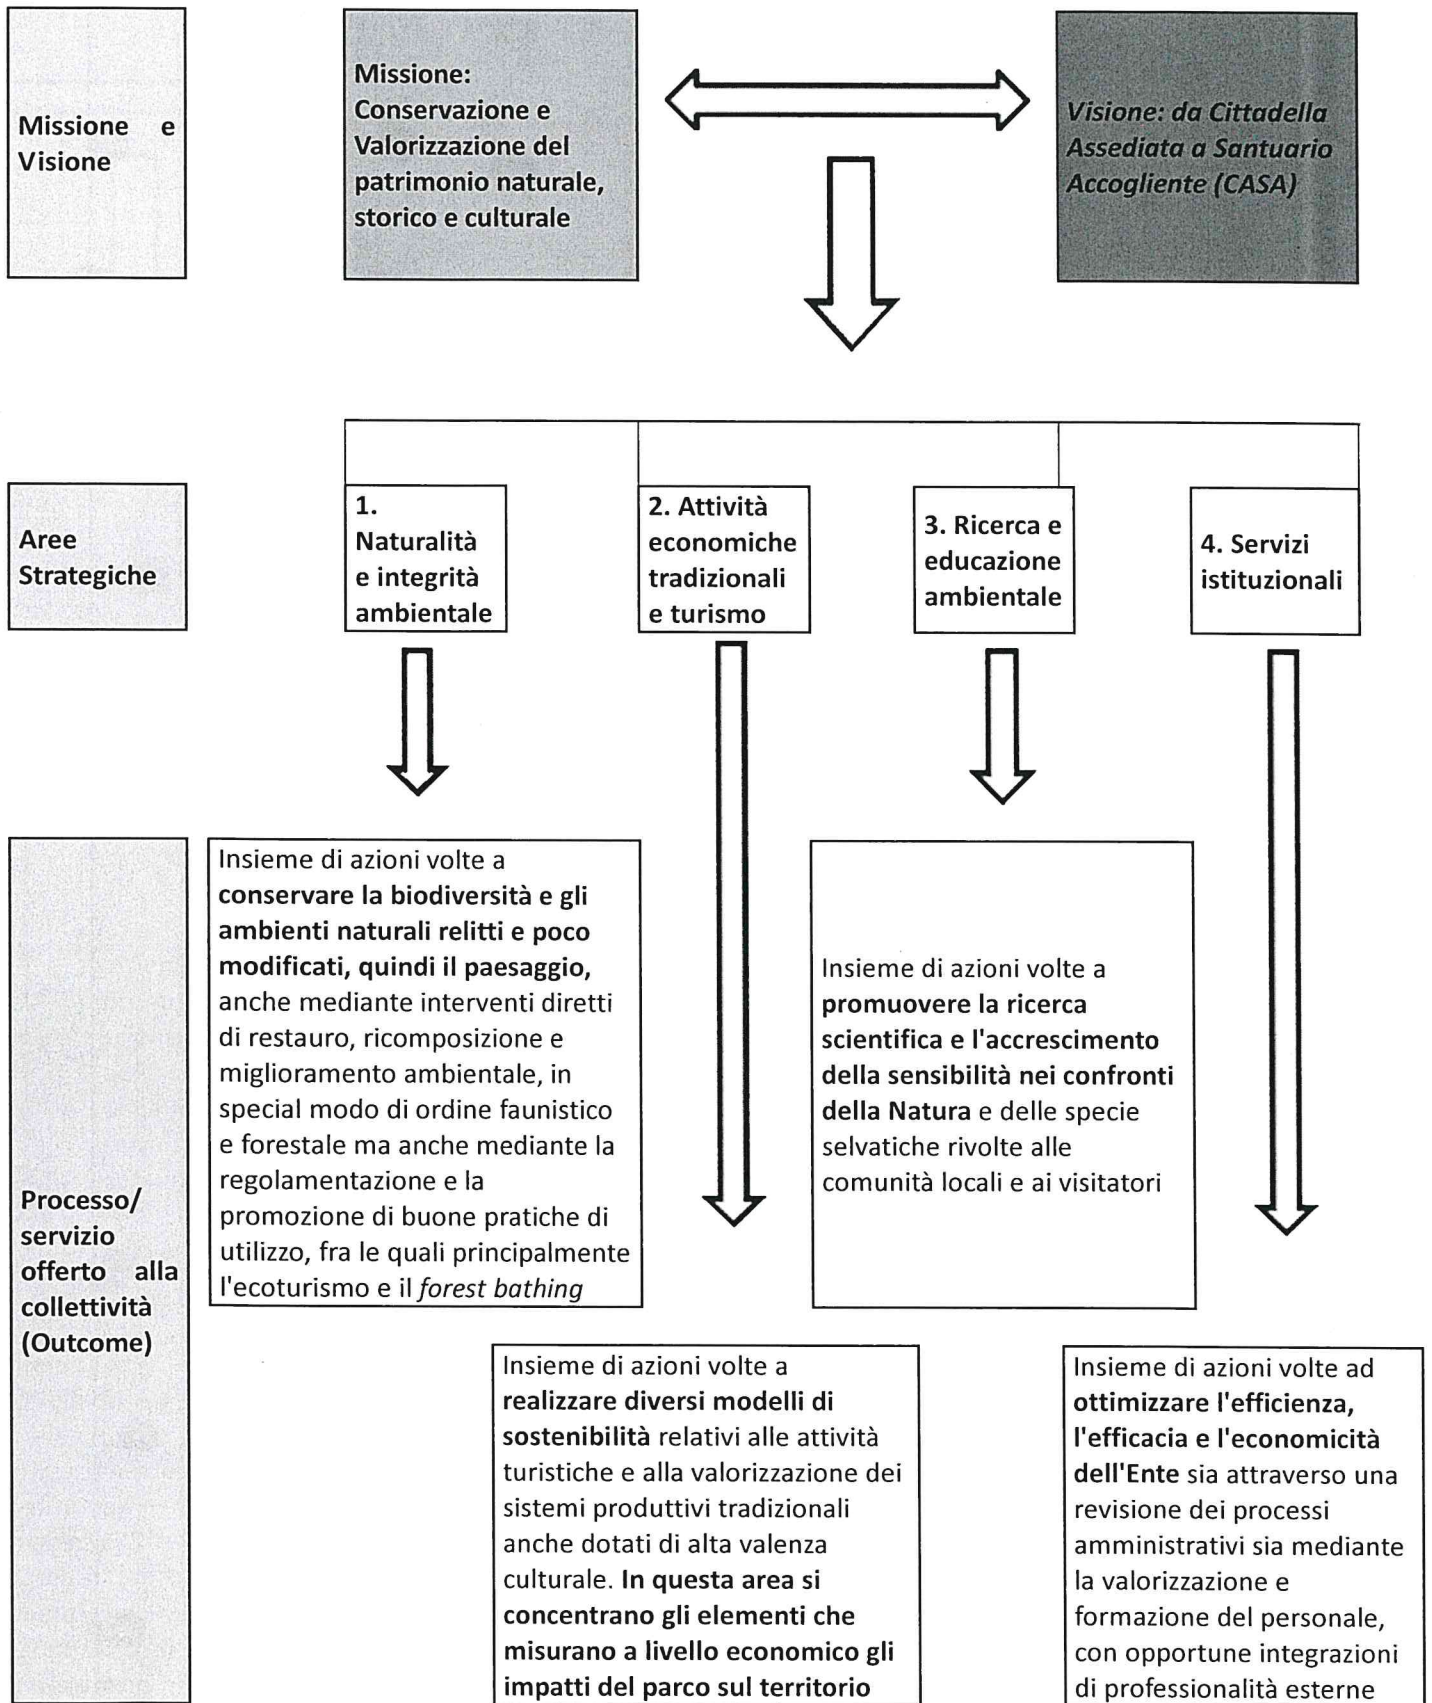 Missione e
Visione
Missione:
Conservazione e
Valorizzazione del
patrimonio naturale,
storico e culturale
Visione: da Cittadella
Assediata a Santuario
Accogliente (CASA)
Aree
Strategiche
1.
Naturalità
e integrità
ambientale
2. Attività
economiche
tradizionali
e turismo
3. Ricerca e
educazione
ambientale
4. Servizi
istituzionali
Processo/
servizio
offerto alla
collettività
(Outcome)
Insieme di azioni volte a
conservare la biodiversità e gli
ambienti naturali relitti e poco
modificati, quindi il paesaggio,
anche mediante interventi diretti
di restauro, ricomposizione e
miglioramento ambientale, in
special modo di ordine faunistico
e forestale ma anche mediante la
regolamentazione e la
promozione di buone pratiche di
utilizzo, fra le quali principalmente
l'ecoturismo e il forest bathing
Insieme di azioni volte a
promuovere la ricerca
scientifica e l'accrescimento
della sensibilità nei confronti
della Natura e delle specie
selvatiche rivolte alle
comunità locali e ai visitatori
Insieme di azioni volte a
realizzare diversi modelli di
sostenibilità relativi alle attività
turistiche e alla valorizzazione dei
sistemi produttivi tradizionali
anche dotati di alta valenza
culturale. In questa area si
concentrano gli elementi che
misurano a livello economico gli
impatti del parco sul territorio
Insieme di azioni volte ad
ottimizzare l'efficienza,
l'efficacia e l'economicità
dell'Ente sia attraverso una
revisione dei processi
amministrativi sia mediante
la valorizzazione e
formazione del personale,
con opportune integrazioni
di professionalità esterne